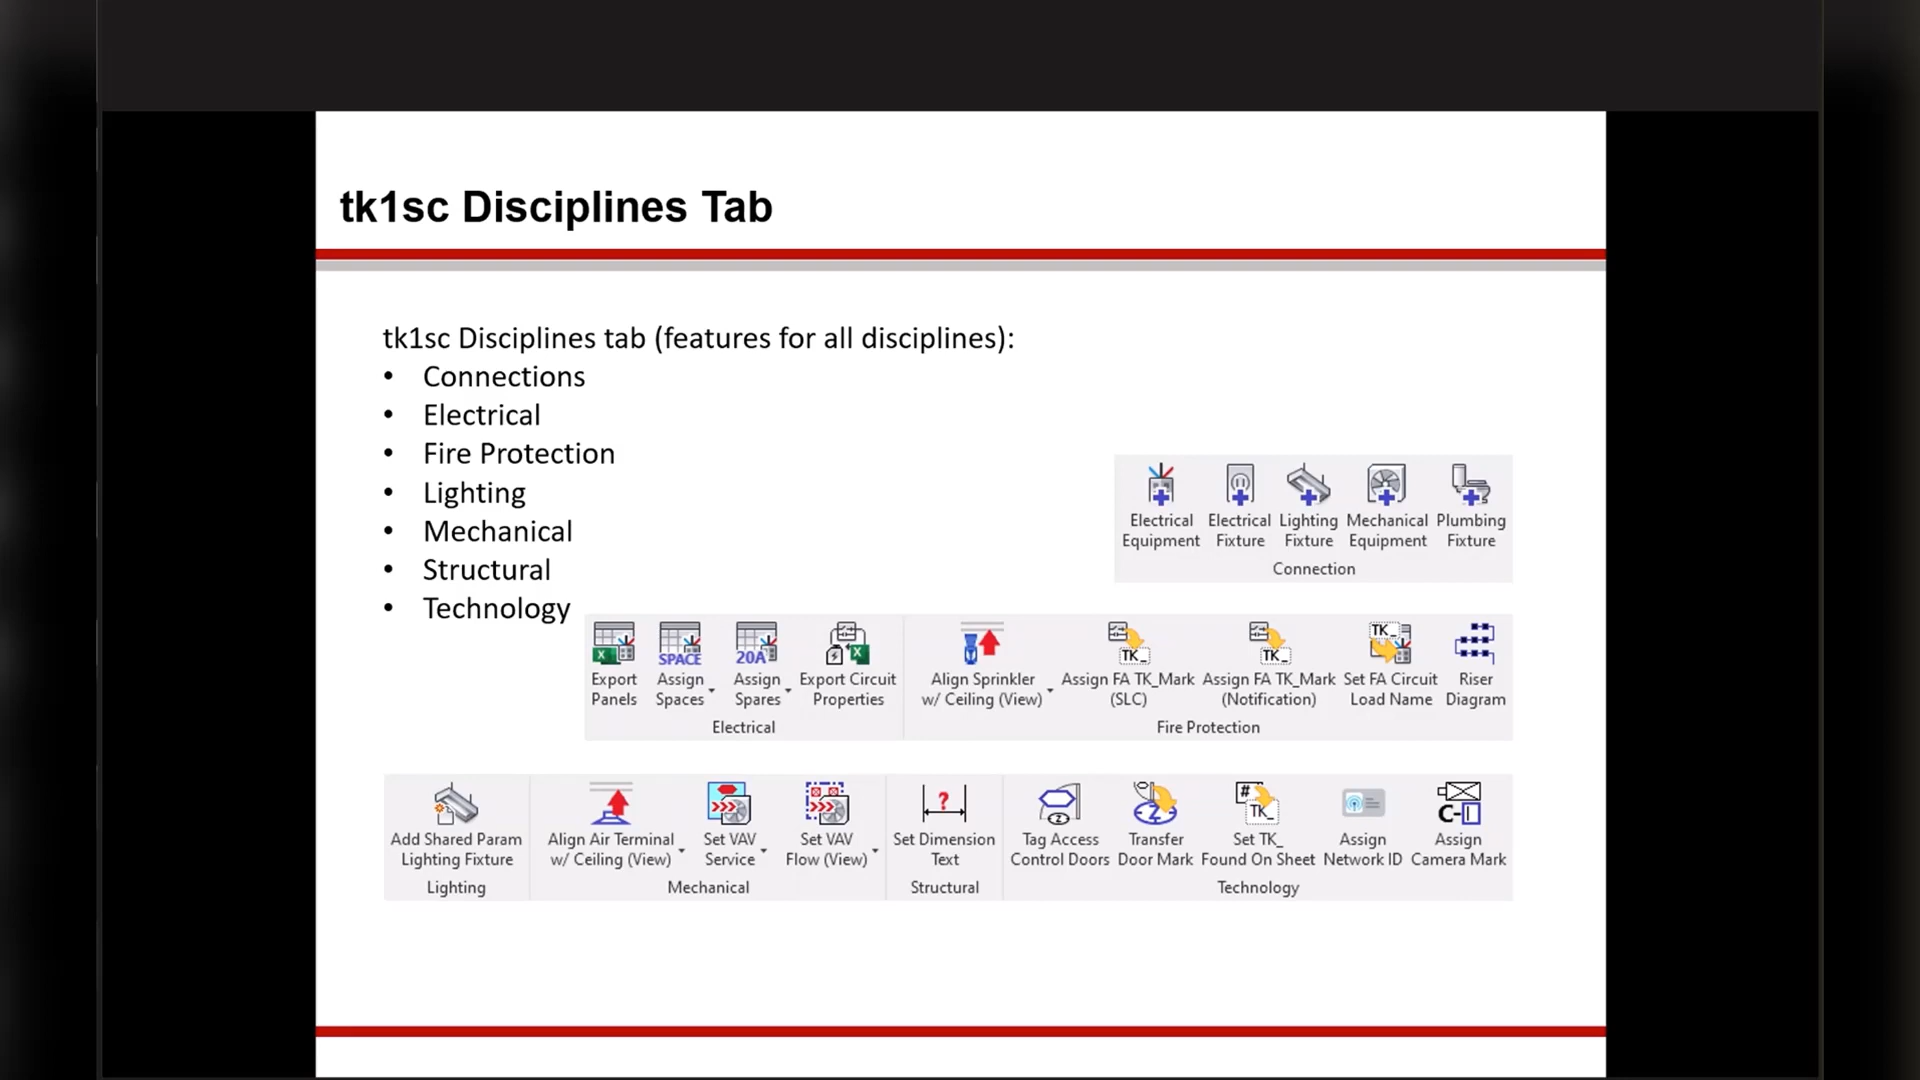 tk1sc Disciplines Tab
tk1sc Disciplines tab (features for all disciplines):
• Connections
• Electrical
• Fire Protection
• Lighting
• Mechanical
• Structural
• Technology
Electrical Equipment
Electrical Fixture
Lighting Fixture
Mechanical Equipment
Plumbing Fixture
Connection
SPACE
20A
TK_
TK_
TK_
Export Panels
Assign Spaces
Assign Spares
Export Circuit Properties
Electrical
Align Sprinkler w/ Ceiling (View)
Assign FA TK_Mark (SLC)
Assign FA TK_Mark (Notification)
Set FA Circuit Load Name
Riser Diagram
Fire Protection
?
#
TK_
C-
Add Shared Param Lighting Fixture
Lighting
Align Air Terminal w/ Ceiling (View)
Set VAV Service
Set VAV Flow (View)
Mechanical
Set Dimension Text
Structural
Tag Access Control Doors
Transfer Door Mark
Set TK_ Found On Sheet
Assign Network ID
Assign Camera Mark
Technology